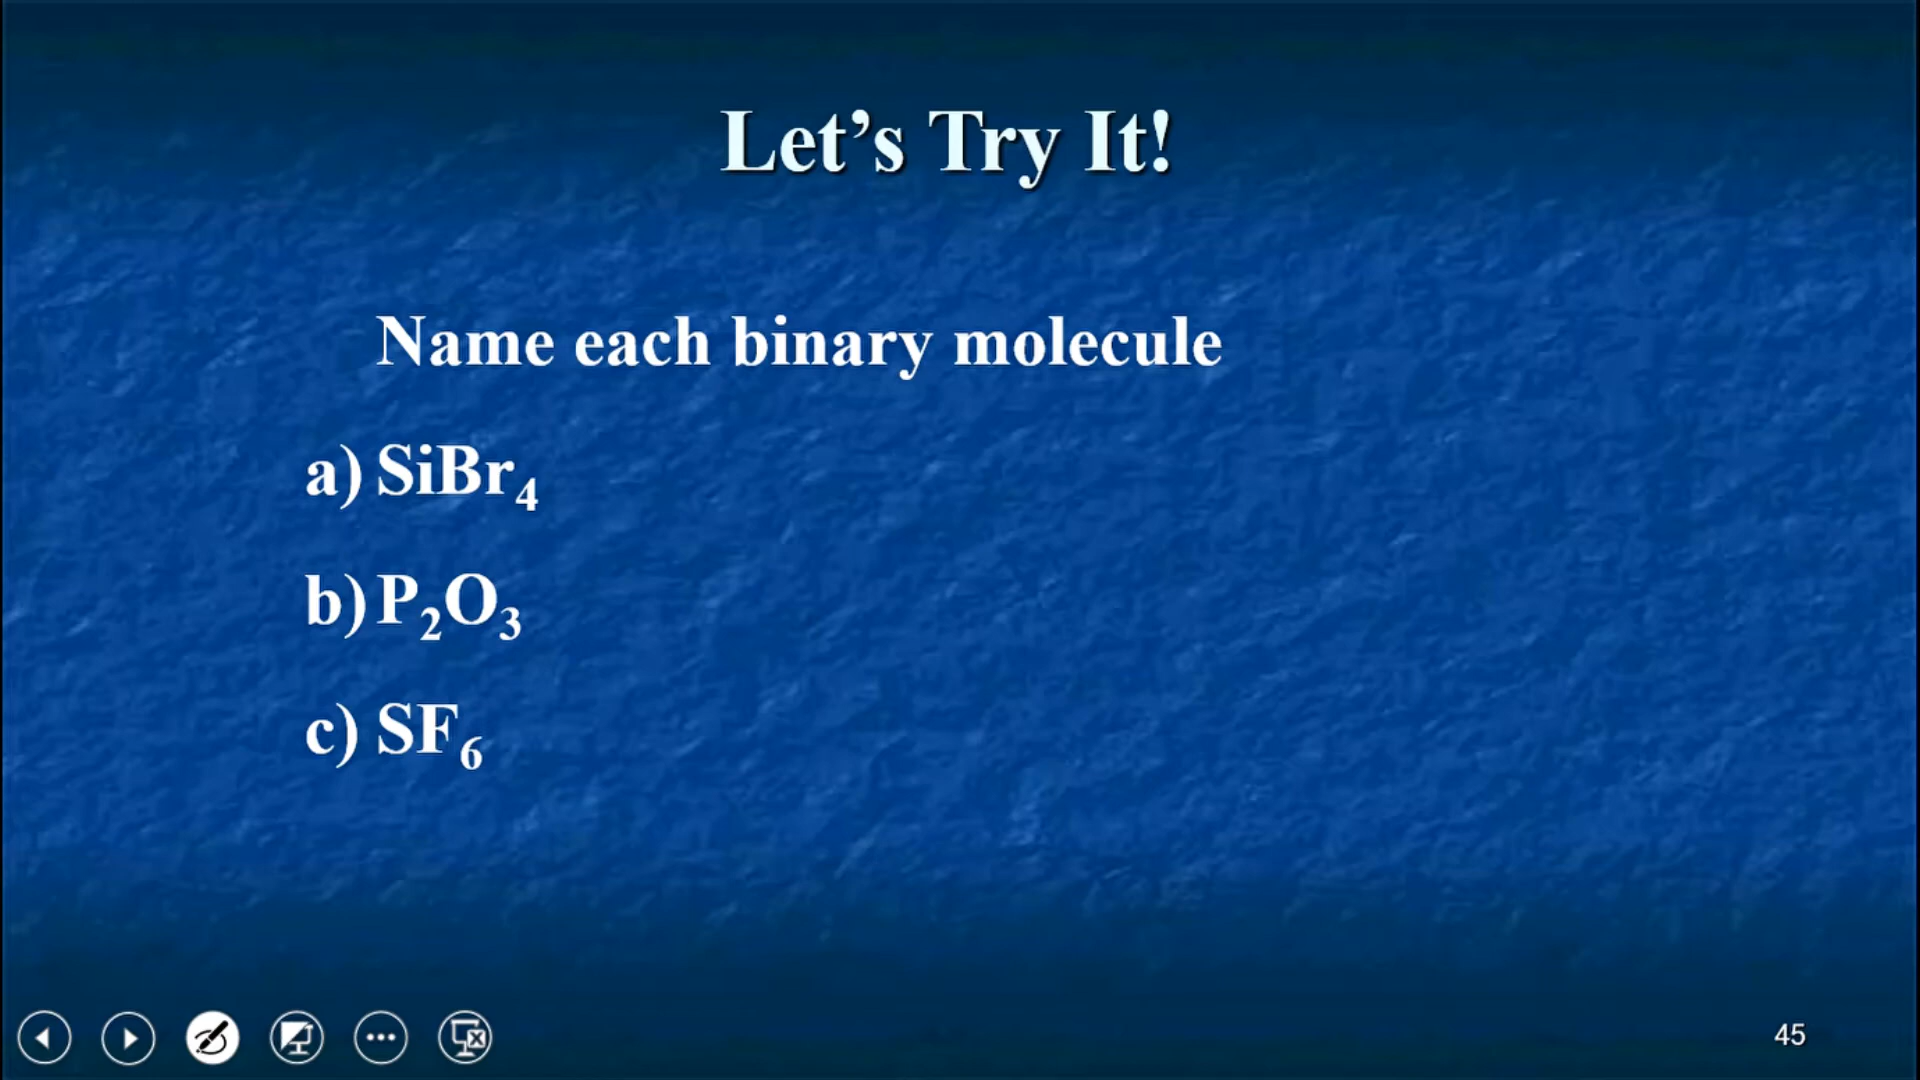 Let’s Try It!
Name each binary molecule
a) SiBr₄
b) P₂O₃
c) SF₆
45